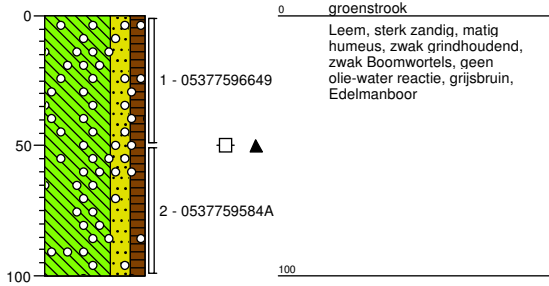 0
50
100
1 - 05377596649
2 - 0537759584A
0
groenstrook
Leem, sterk zandig, matig
humeus, zwak grindhoudend,
zwak Boomwortels, geen
olie-water reactie, grijsbruin,
Edelmanboor
100